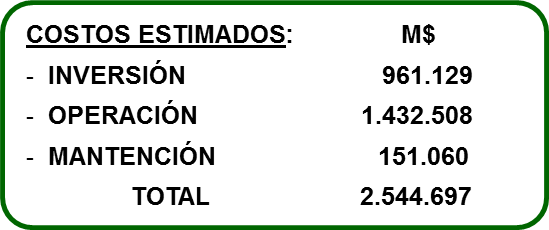 COSTOS ESTIMADOS: M$
- INVERSIÓN 961.129
- OPERACIÓN 1.432.508
- MANTENCIÓN 151.060
TOTAL 2.544.697